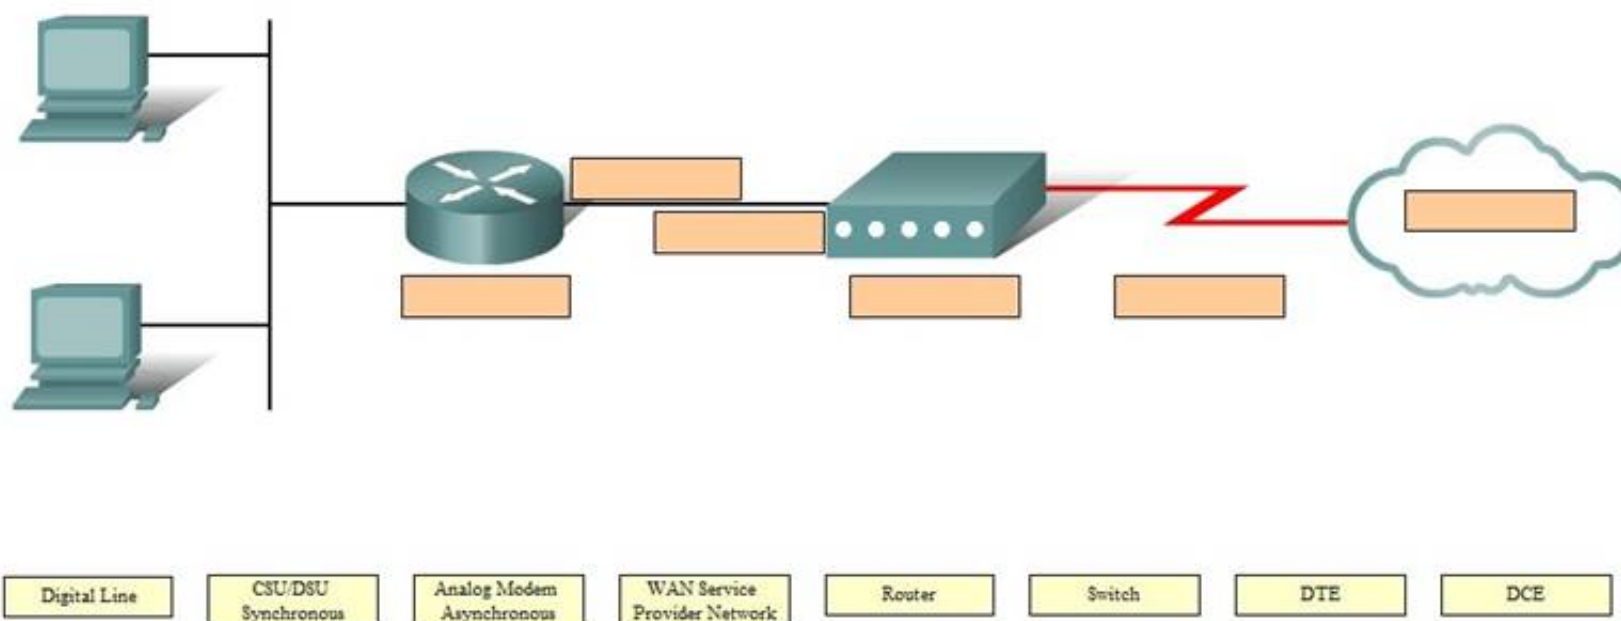 Digital Line
CSU/DSU
Synchronous
Analog Modem
Asynchronous
WAN Service
Provider Network
Router
Switch
DTE
DCE